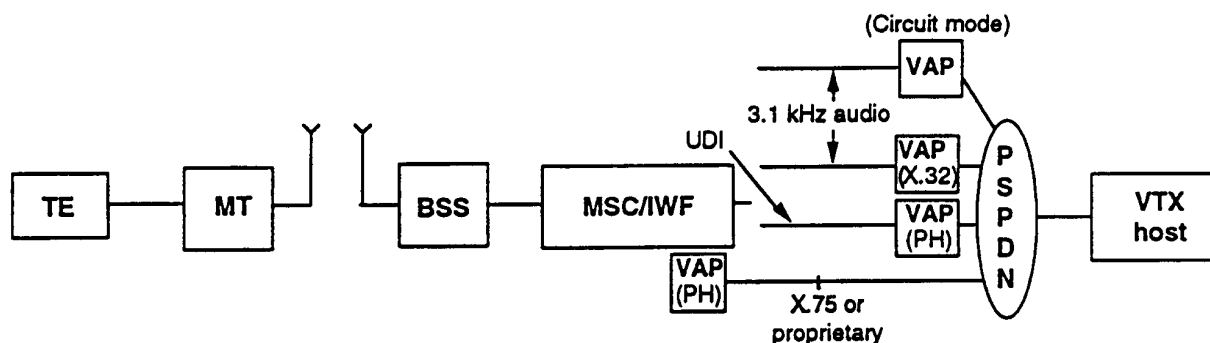 (Circuit mode)
VAP
3.1 kHz audio
UDI
VAP
(X.32)
TE
MT
BSS
MSC/IWF
VAP
(PH)
PSPDN
VTX
host
VAP
(PH)
X.75 or
proprietary